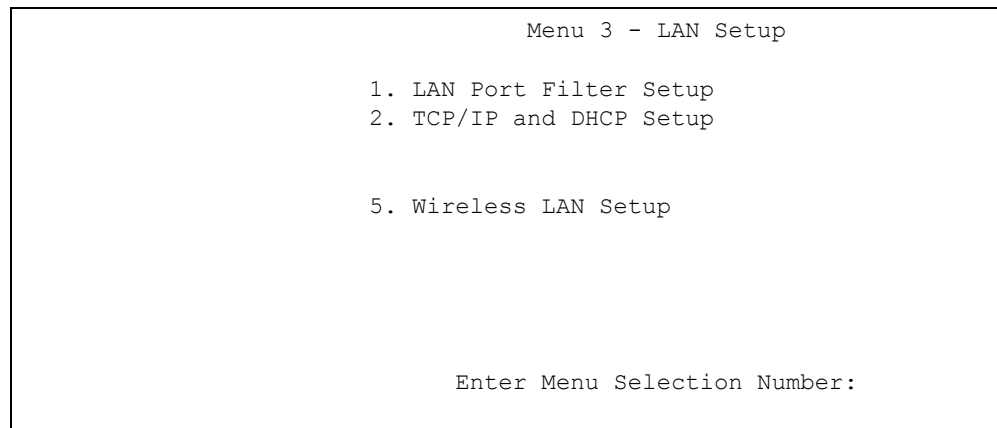 Menu 3 - LAN Setup
1. LAN Port Filter Setup
2. TCP/IP and DHCP Setup
5. Wireless LAN Setup
Enter Menu Selection Number: